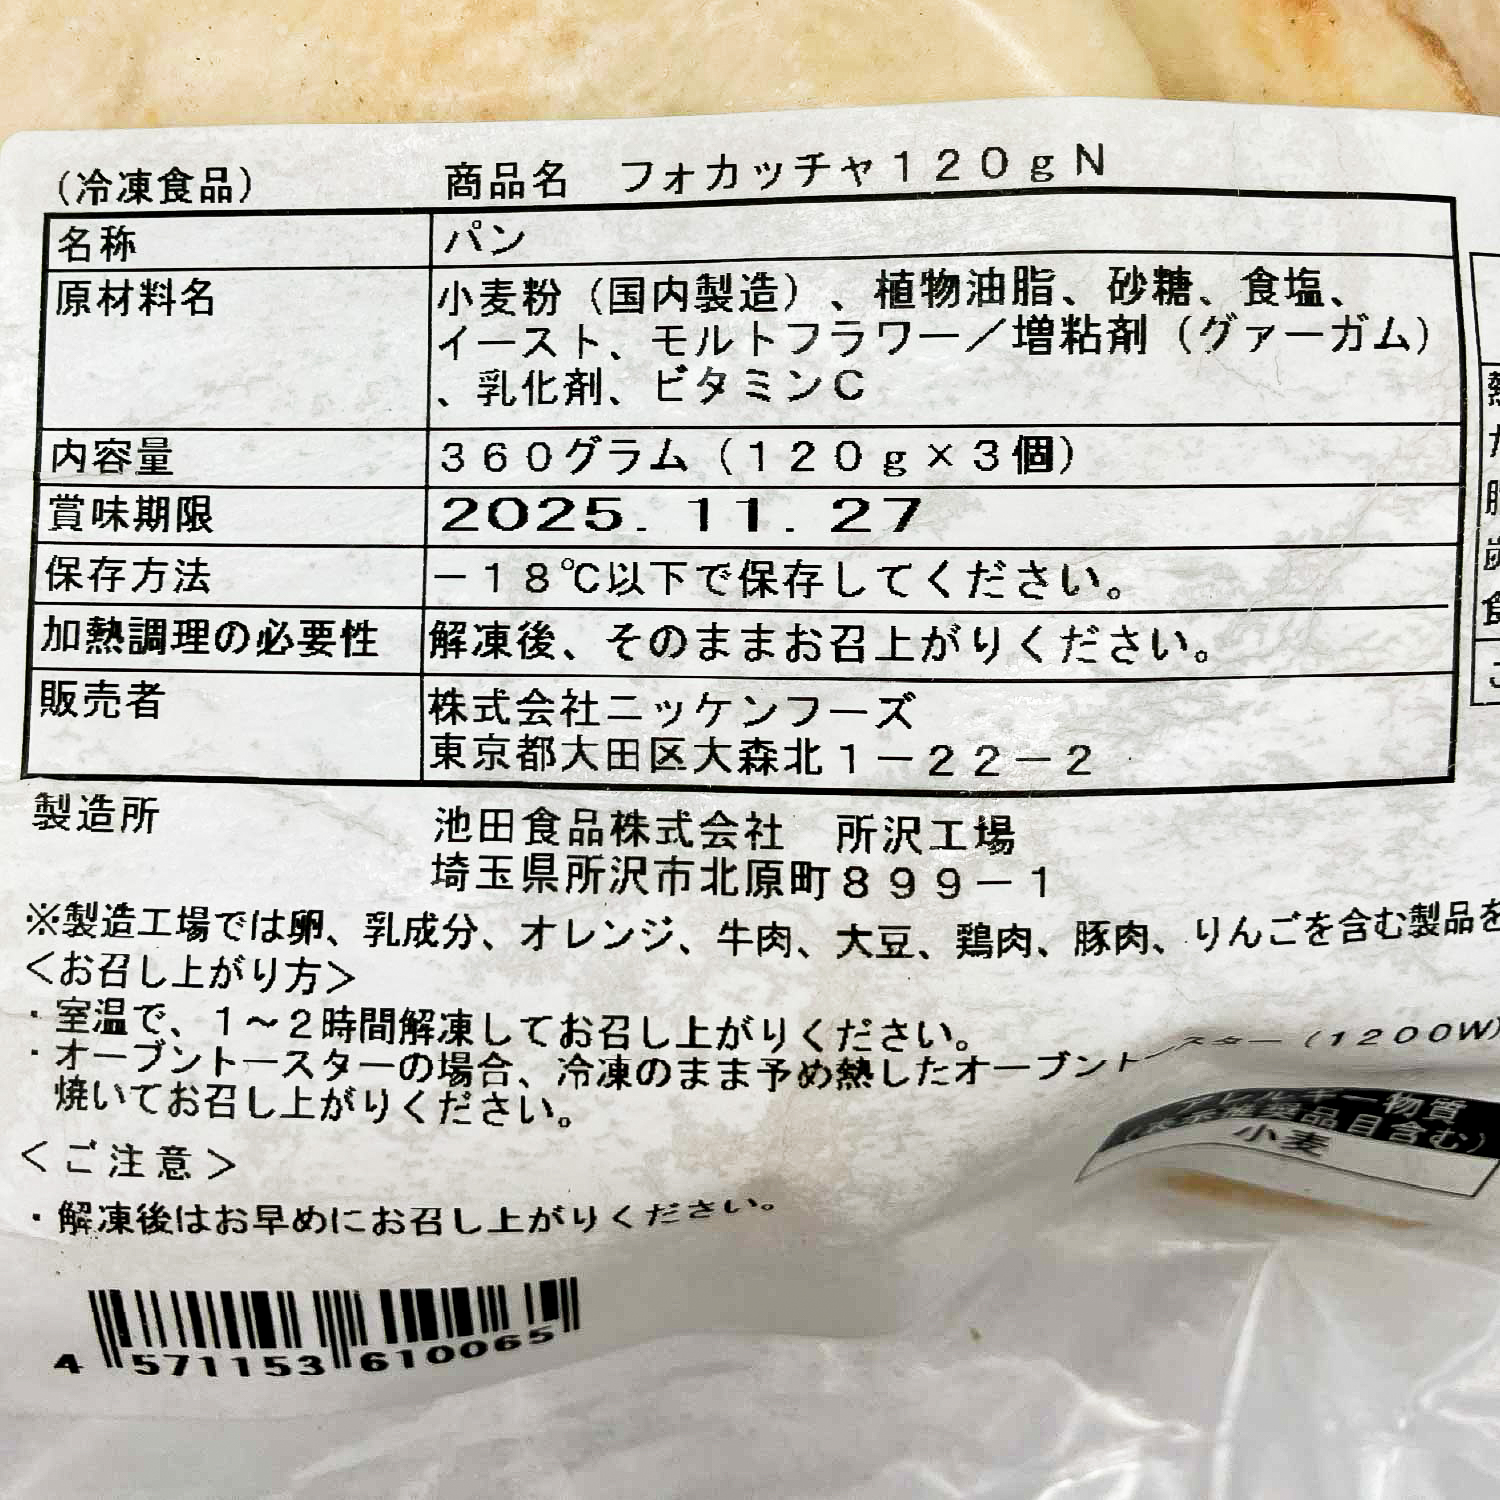 (冷凍食品)
商品名 フォカッチャ120gN
名称 パン
原材料名 小麦粉（国内製造）、植物油脂、砂糖、食塩、
イースト、モルトフラワー／増粘剤（グァーガム）
、乳化剤、ビタミンC
内容量 360グラム（120g×3個）
賞味期限 2025.11.27
保存方法 －18℃以下で保存してください。
加熱調理の必要性 解凍後、そのままお召上がりください。
販売者 株式会社ニッケンフーズ
東京都大田区大森北1－22－2
製造所 池田食品株式会社 所沢工場
埼玉県所沢市北原町899－1
※製造工場では卵、乳成分、オレンジ、牛肉、大豆、鶏肉、豚肉、りんごを含む製品を
＜お召し上がり方＞
・室温で、1～2時間解凍してお召し上がりください。
・オーブントースターの場合、冷凍のまま予め熱したオーブントースター（1200W）
焼いてお召し上がりください。
アレルギー物質
（表示推奨品目含む）
小麦
＜ご注意＞
・解凍後はお早めにお召し上がりください。
4 571153 610065